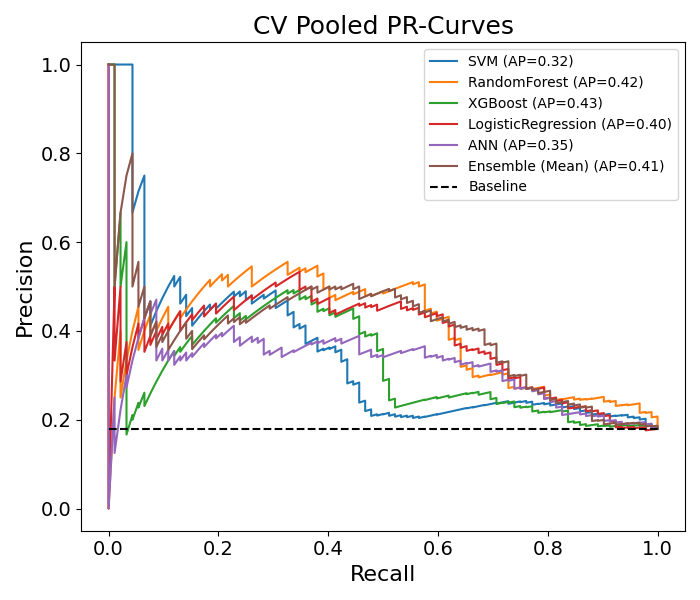 CV Pooled PR-Curves
SVM (AP=0.32)
RandomForest (AP=0.42)
XGBoost (AP=0.43)
LogisticRegression (AP=0.40)
ANN (AP=0.35)
Ensemble (Mean) (AP=0.41)
Baseline
Precision
1.0
0.8
0.6
0.4
0.2
0.0
0.0 0.2 0.4 0.6 0.8 1.0
Recall